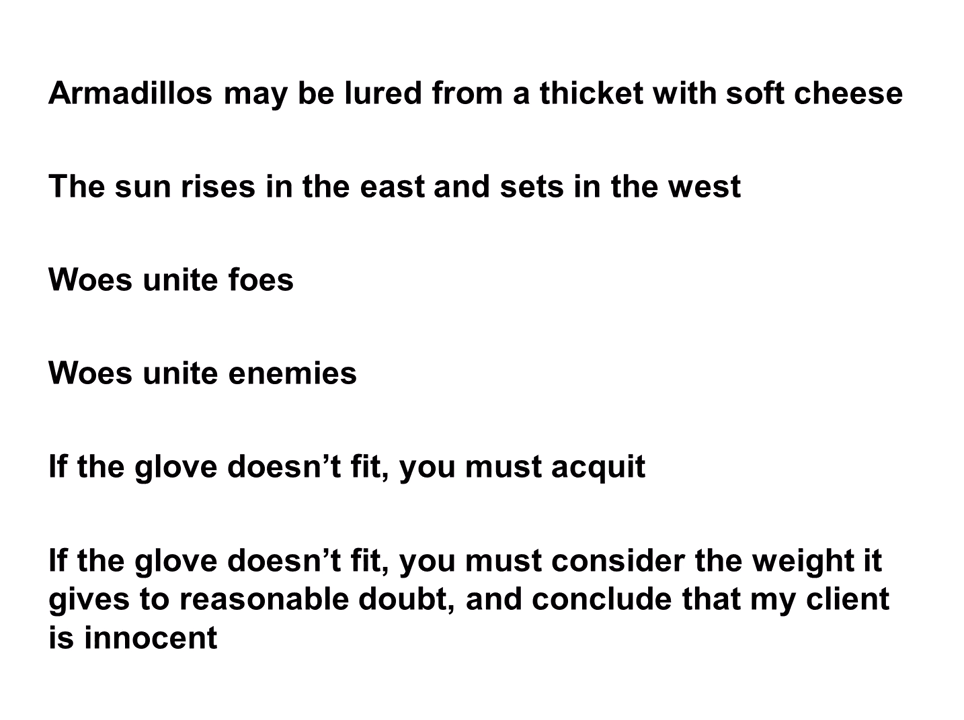 Armadillos may be lured from a thicket with soft cheese
The sun rises in the east and sets in the west
Woes unite foes
Woes unite enemies
If the glove doesn’t fit, you must acquit
If the glove doesn’t fit, you must consider the weight it
gives to reasonable doubt, and conclude that my client
is innocent